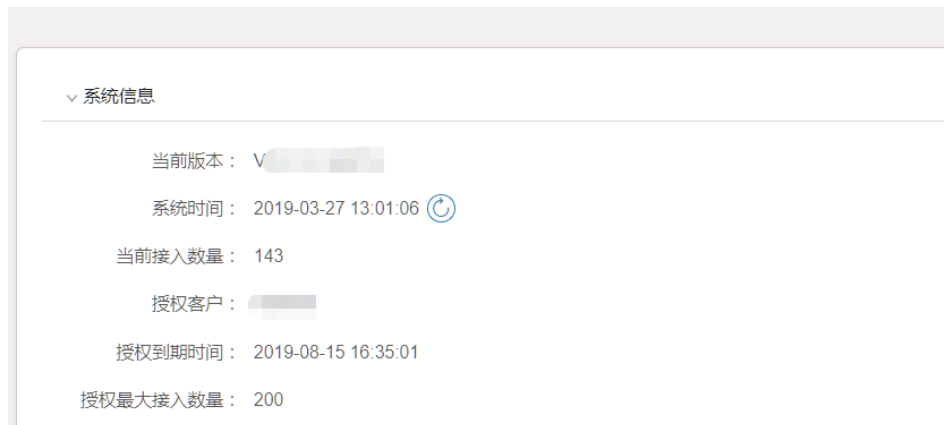 系统信息
当前版本： V
系统时间： 2019-03-27 13:01:06
当前接入数量： 143
授权客户：
授权到期时间： 2019-08-15 16:35:01
授权最大接入数量： 200